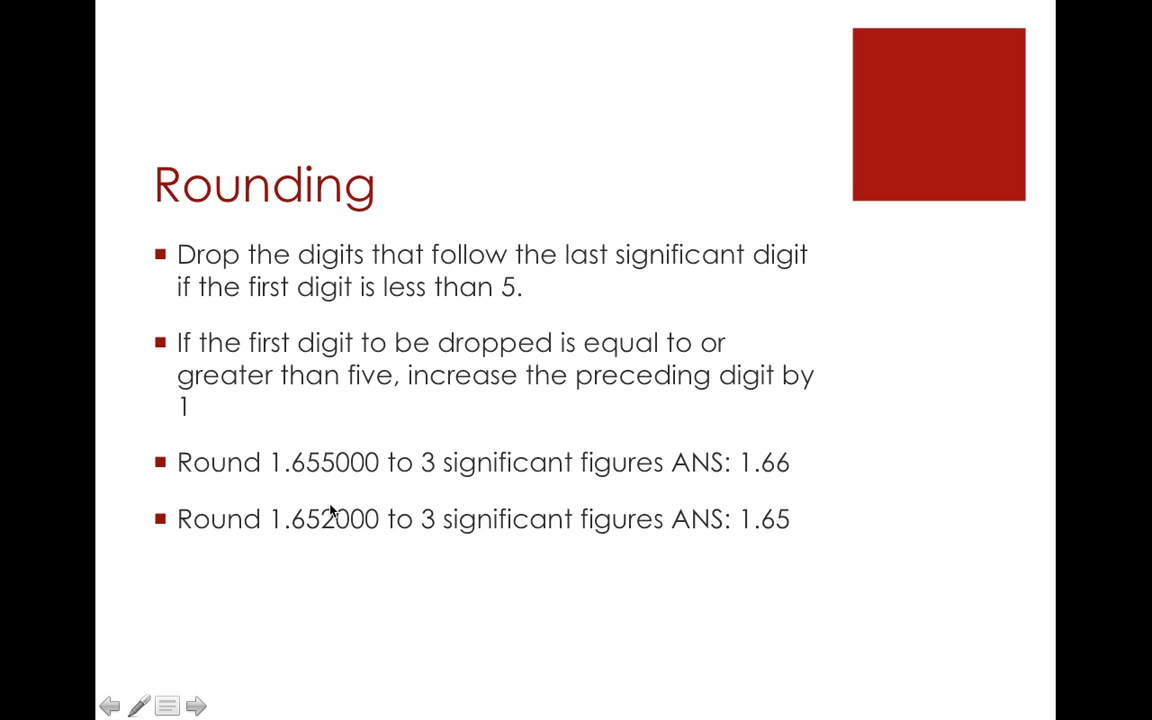 Rounding
Drop the digits that follow the last significant digit
if the first digit is less than 5.
If the first digit to be dropped is equal to or
greater than five, increase the preceding digit by
1
Round 1.655000 to 3 significant figures ANS: 1.66
Round 1.652000 to 3 significant figures ANS: 1.65